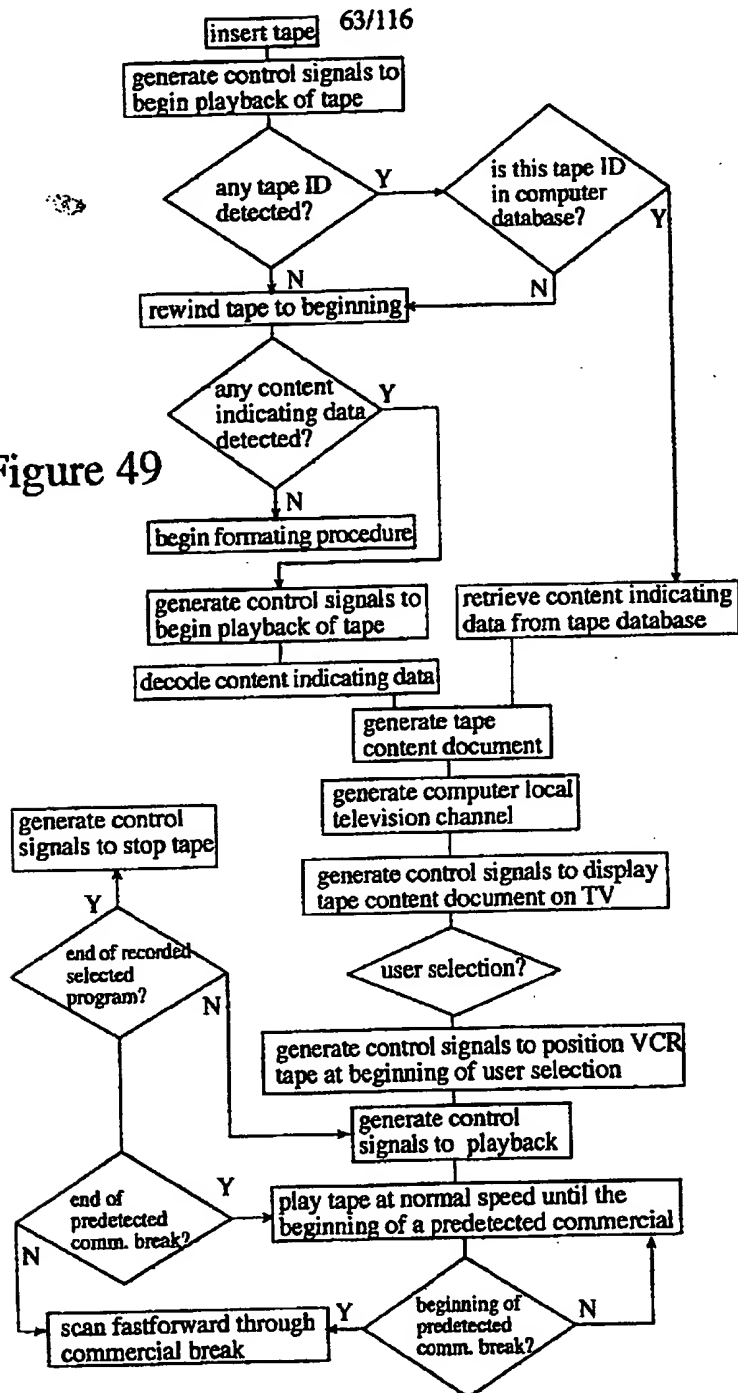 63/116
insert tape
generate control signals to
begin playback of tape
any tape ID
detected?
Y
N
is this tape ID
in computer
database?
Y
N
rewind tape to beginning
any content
indicating data
detected?
Y
N
Figure 49
begin formating procedure
generate control signals to
begin playback of tape
retrieve content indicating
data from tape database
decode content indicating data
generate tape
content document
generate computer local
television channel
generate control signals to display
tape content document on TV
user selection?
generate control signals to position VCR
tape at beginning of user selection
generate control
signals to playback
play tape at normal speed until the
beginning of a predetected commercial
beginning of
predetected
comm. break?
Y
N
scan fastforward through
commercial break
end of
predetected
comm. break?
Y
N
end of recorded
selected
program?
Y
N
generate control
signals to stop tape